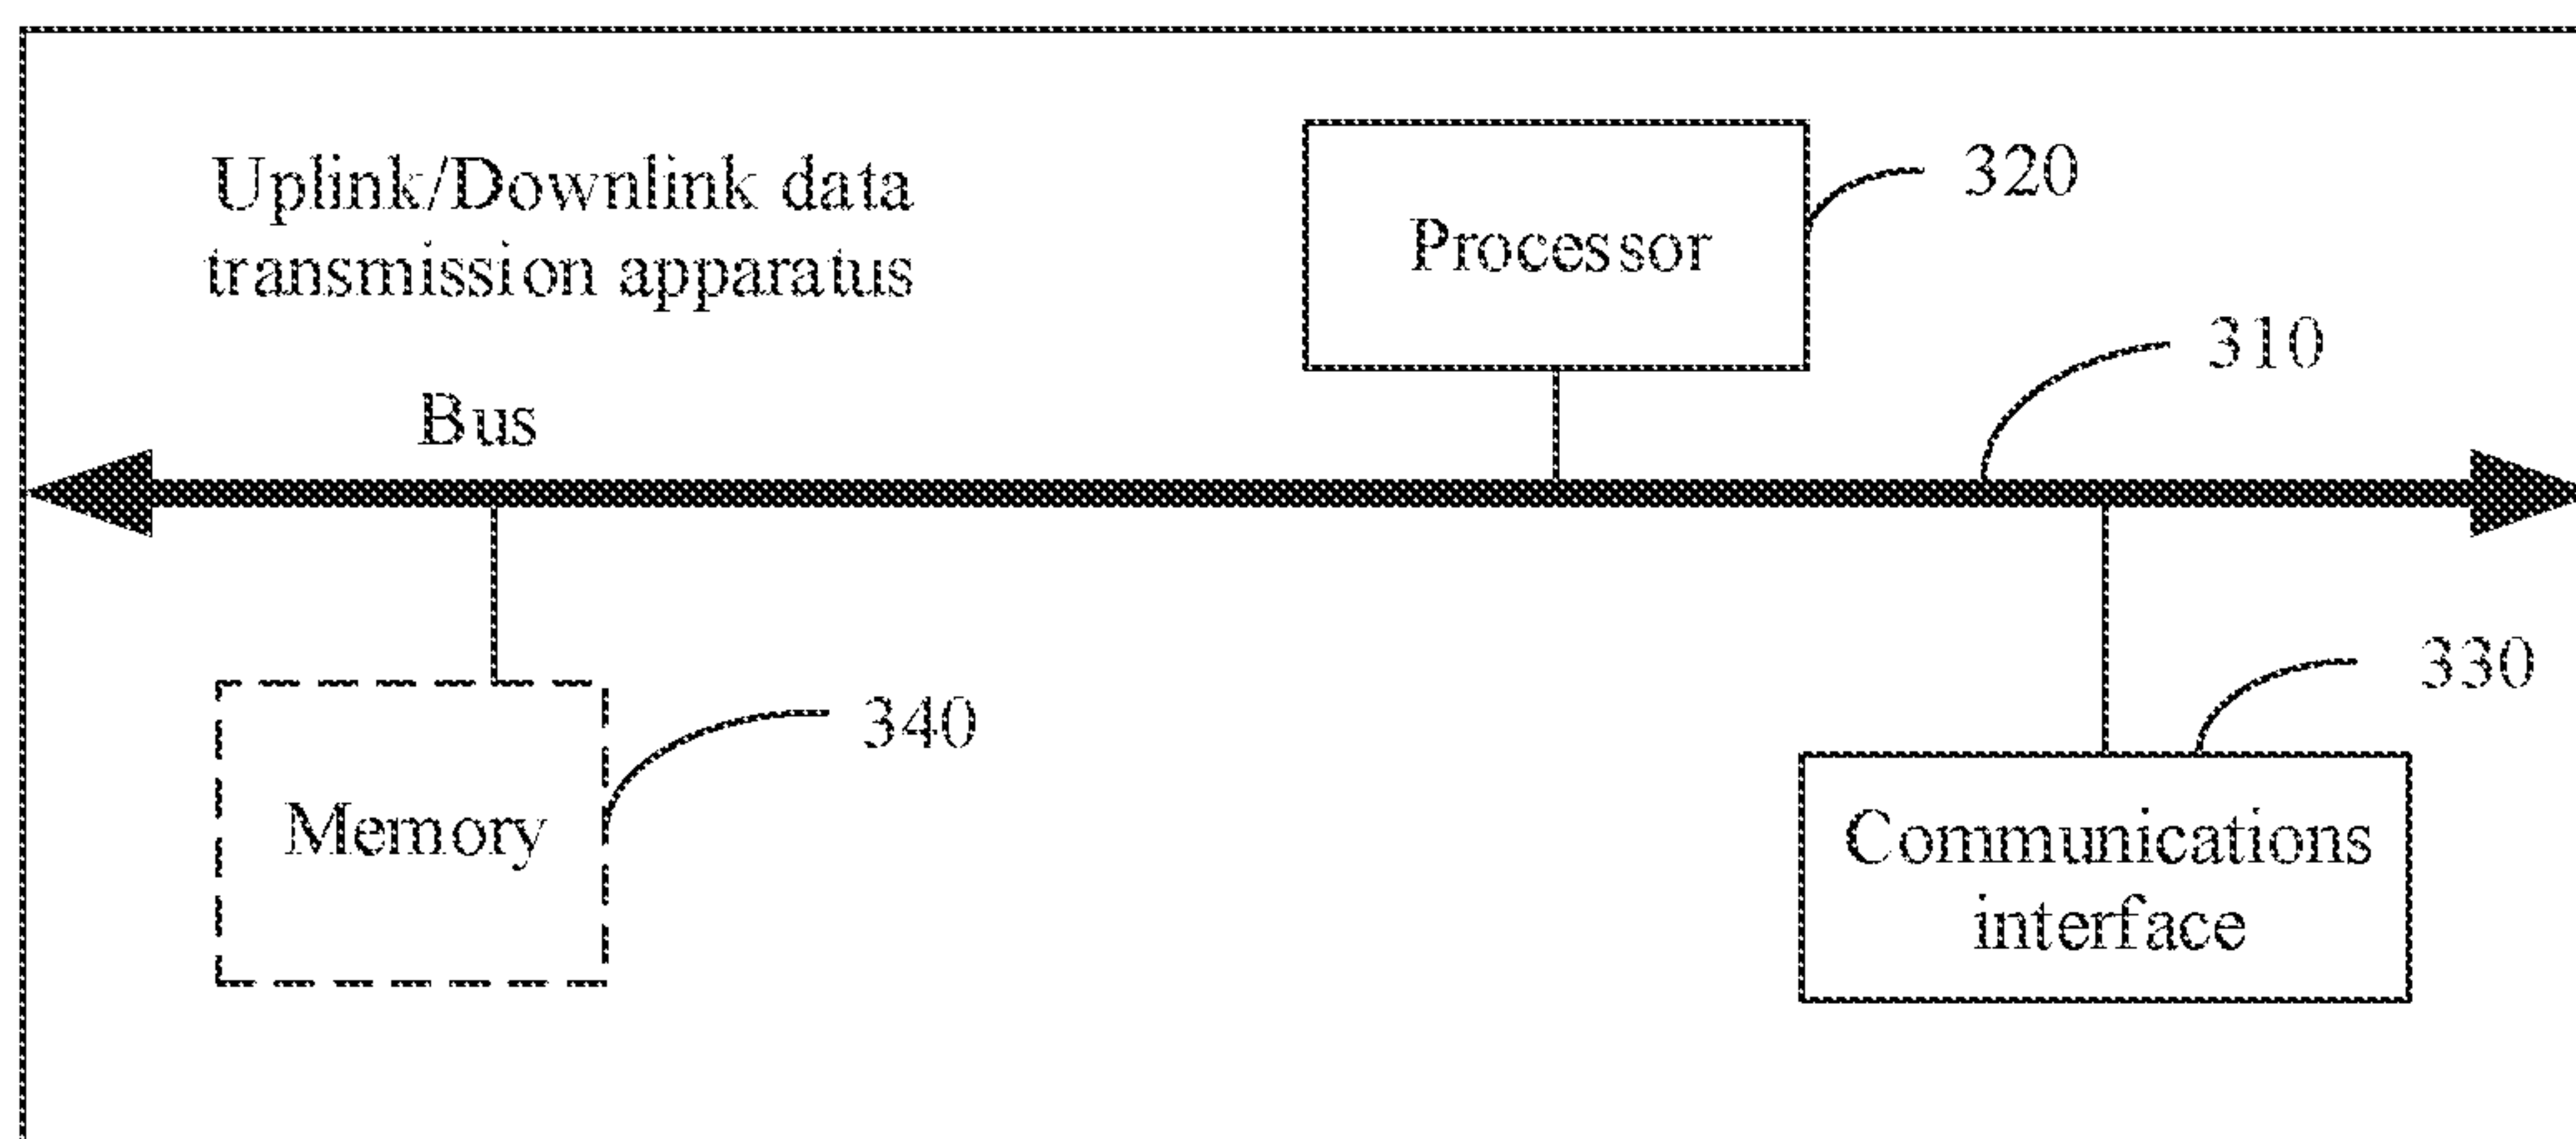 Uplink/Downlink data
transmission apparatus
Processor
320
310
Bus
340
330
Memory
Communications
interface